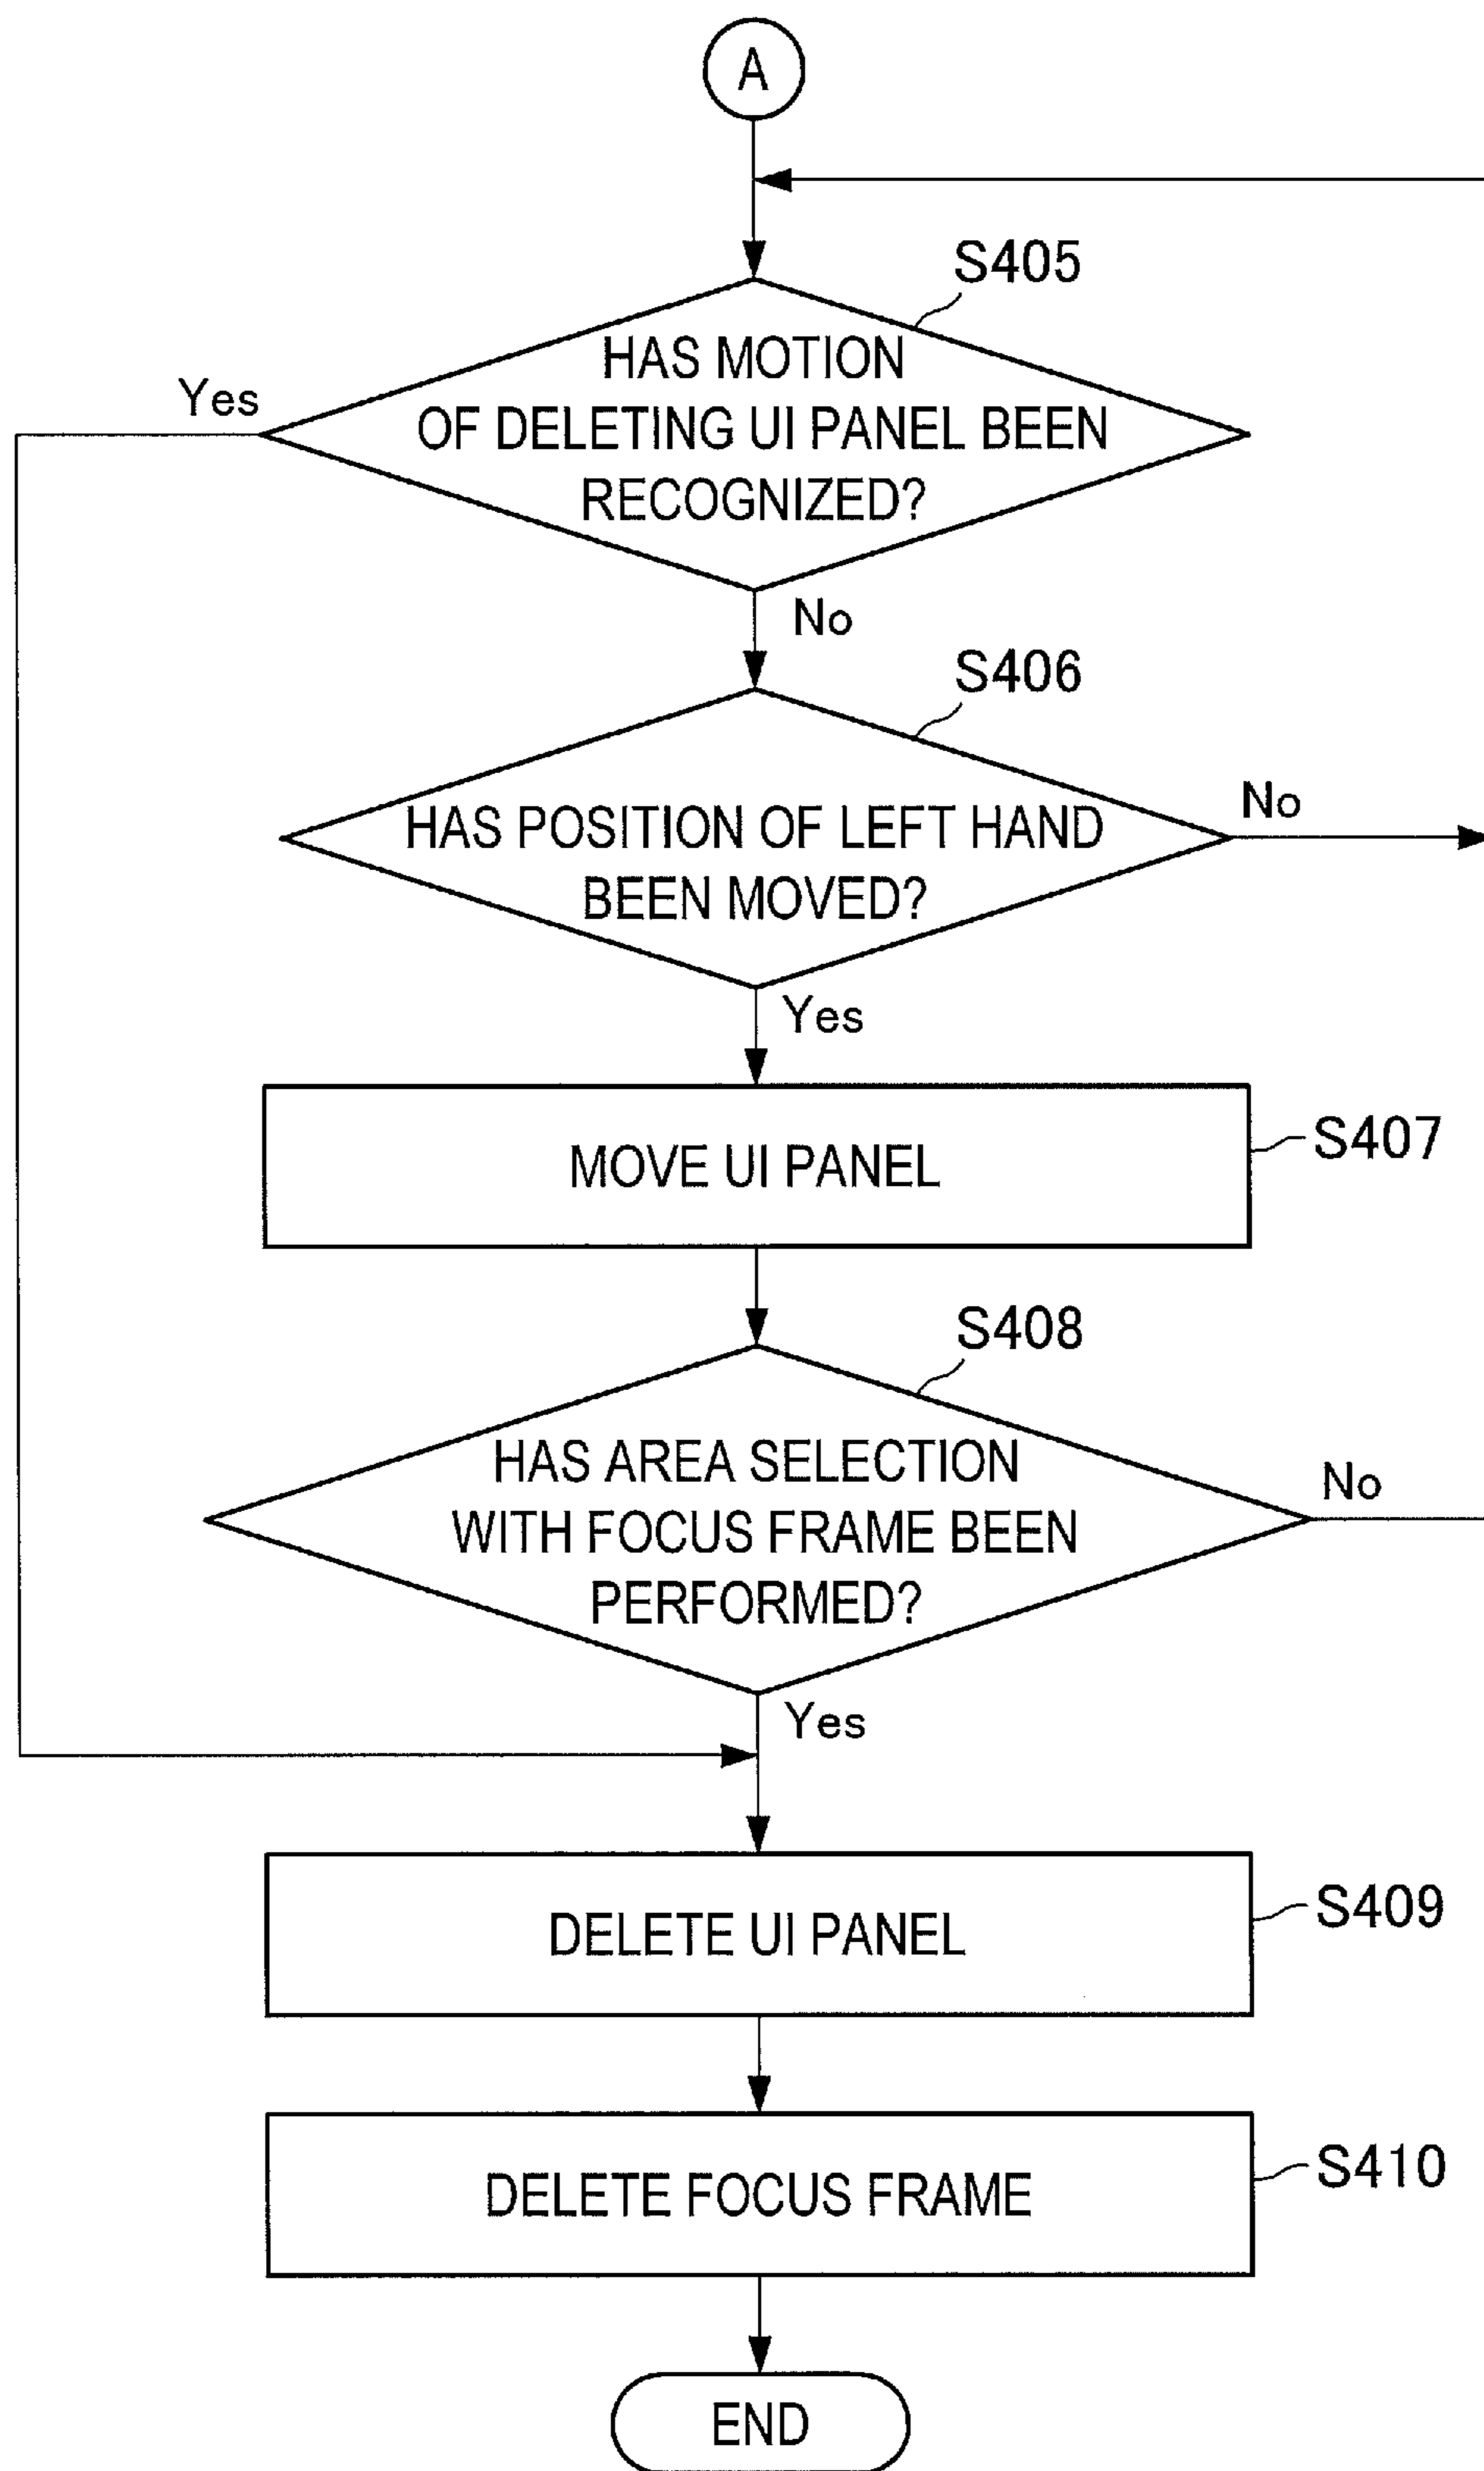 A
S405
HAS MOTION
OF DELETING UI PANEL BEEN
RECOGNIZED?
Yes
No
S406
HAS POSITION OF LEFT HAND
BEEN MOVED?
No
Yes
MOVE UI PANEL
S407
S408
HAS AREA SELECTION
WITH FOCUS FRAME BEEN
PERFORMED?
No
Yes
DELETE UI PANEL
S409
DELETE FOCUS FRAME
S410
END